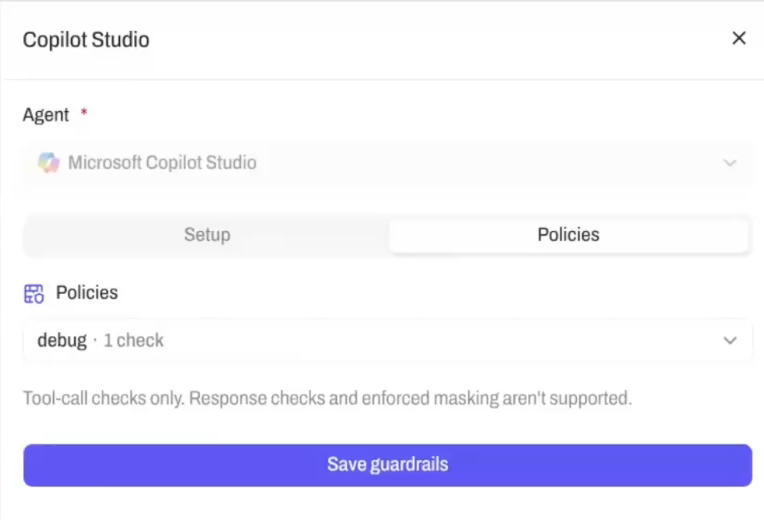 Copilot Studio
Agent *
Microsoft Copilot Studio
Setup
Policies
Policies
debug · 1 check
Tool-call checks only. Response checks and enforced masking aren't supported.
Save guardrails